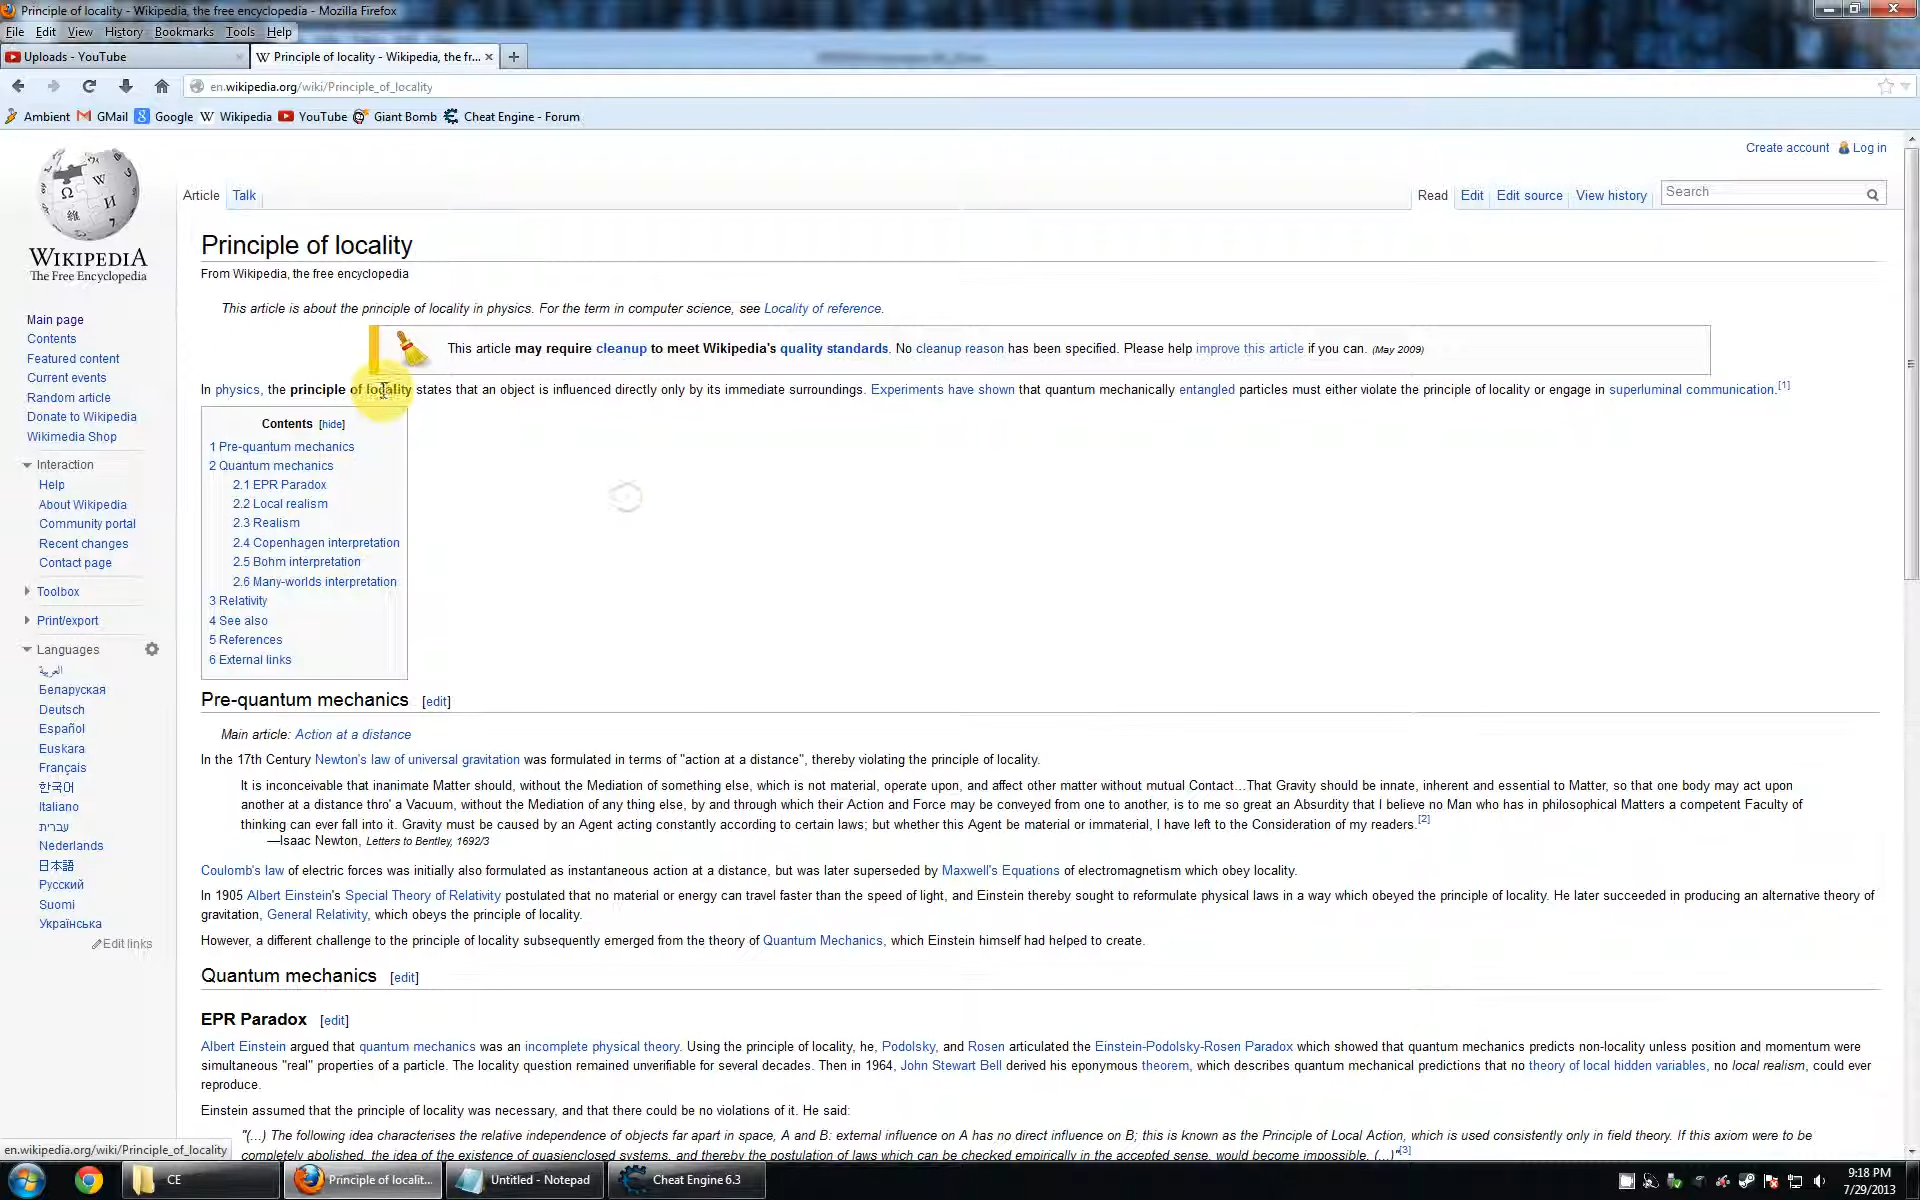 Principle of locality - Wikipedia, the free encyclopedia - Mozilla Firefox
File Edit View History Bookmarks Tools Help
Uploads - YouTube
Principle of locality - Wikipedia, the fr...
en.wikipedia.org/wiki/Principle_of_locality
Ambient GMail Google Wikipedia YouTube Giant Bomb Cheat Engine - Forum
Create account Log in
WIKIPEDIA
The Free Encyclopedia
Article Talk
Read Edit Edit source View history Search
Main page
Contents
Featured content
Current events
Random article
Donate to Wikipedia
Wikimedia Shop
Interaction
Help
About Wikipedia
Community portal
Recent changes
Contact page
Toolbox
Print/export
Languages
العربية
Беларуская
Deutsch
Español
Euskara
Français
한국어
Italiano
עברית
Nederlands
日本語
Русский
Suomi
Українська
Edit links
Principle of locality
From Wikipedia, the free encyclopedia
This article is about the principle of locality in physics. For the term in computer science, see Locality of reference.
This article may require cleanup to meet Wikipedia's quality standards. No cleanup reason has been specified. Please help improve this article if you can. (May 2009)
In physics, the principle of locality states that an object is influenced directly only by its immediate surroundings. Experiments have shown that quantum mechanically entangled particles must either violate the principle of locality or engage in superluminal communication.[1]
Contents [hide]
1 Pre-quantum mechanics
2 Quantum mechanics
2.1 EPR Paradox
2.2 Local realism
2.3 Realism
2.4 Copenhagen interpretation
2.5 Bohm interpretation
2.6 Many-worlds interpretation
3 Relativity
4 See also
5 References
6 External links
Pre-quantum mechanics [edit]
Main article: Action at a distance
In the 17th Century Newton's law of universal gravitation was formulated in terms of "action at a distance", thereby violating the principle of locality.
It is inconceivable that inanimate Matter should, without the Mediation of something else, which is not material, operate upon, and affect other matter without mutual Contact…That Gravity should be innate, inherent and essential to Matter, so that one body may act upon
another at a distance thro' a Vacuum, without the Mediation of any thing else, by and through which their Action and Force may be conveyed from one to another, is to me so great an Absurdity that I believe no Man who has in philosophical Matters a competent Faculty of
thinking can ever fall into it. Gravity must be caused by an Agent acting constantly according to certain laws; but whether this Agent be material or immaterial, I have left to the Consideration of my readers.[2]
—Isaac Newton, Letters to Bentley, 1692/3
Coulomb's law of electric forces was initially also formulated as instantaneous action at a distance, but was later superseded by Maxwell's Equations of electromagnetism which obey locality.
In 1905 Albert Einstein's Special Theory of Relativity postulated that no material or energy can travel faster than the speed of light, and Einstein thereby sought to reformulate physical laws in a way which obeyed the principle of locality. He later succeeded in producing an alternative theory of
gravitation, General Relativity, which obeys the principle of locality.
However, a different challenge to the principle of locality subsequently emerged from the theory of Quantum Mechanics, which Einstein himself had helped to create.
Quantum mechanics [edit]
EPR Paradox [edit]
Albert Einstein argued that quantum mechanics was an incomplete physical theory. Using the principle of locality, he, Podolsky, and Rosen articulated the Einstein-Podolsky-Rosen Paradox which showed that quantum mechanics predicts non-locality unless position and momentum were
simultaneous "real" properties of a particle. The locality question remained unverifiable for several decades. Then in 1964, John Stewart Bell derived his eponymous theorem, which describes quantum mechanical predictions that no theory of local hidden variables, no local realism, could ever
reproduce.
Einstein assumed that the principle of locality was necessary, and that there could be no violations of it. He said:
"(…) The following idea characterises the relative independence of objects far apart in space, A and B: external influence on A has no direct influence on B; this is known as the Principle of Local Action, which is used consistently only in field theory. If this axiom were to be
completely abolished, the idea of the existence of quasienclosed systems, and thereby the postulation of laws which can be checked empirically in the accepted sense, would become impossible. (…)"[3]
en.wikipedia.org/wiki/Principle_of_locality
CE
Principle of localit...
Untitled - Notepad
Cheat Engine 6.3
9:18 PM
7/29/2013